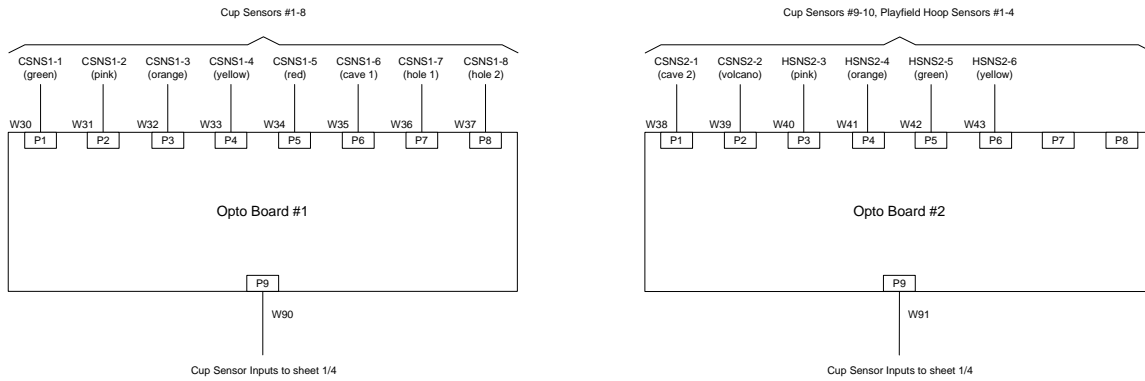 Cup Sensors #1-8
CSNS1-1 CSNS1-2 CSNS1-3 CSNS1-4 CSNS1-5 CSNS1-6 CSNS1-7 CSNS1-8
(green) (pink) (orange) (yellow) (red) (cave 1) (hole 1) (hole 2)
W30 W31 W32 W33 W34 W35 W36 W37
P1 P2 P3 P4 P5 P6 P7 P8
Opto Board #1
P9
W90
Cup Sensor Inputs to sheet 1/4
Cup Sensors #9-10, Playfield Hoop Sensors #1-4
CSNS2-1 CSNS2-2 HSNS2-3 HSNS2-4 HSNS2-5 HSNS2-6
(cave 2) (volcano) (pink) (orange) (green) (yellow)
W38 W39 W40 W41 W42 W43
P1 P2 P3 P4 P5 P6 P7 P8
Opto Board #2
P9
W91
Cup Sensor Inputs to sheet 1/4